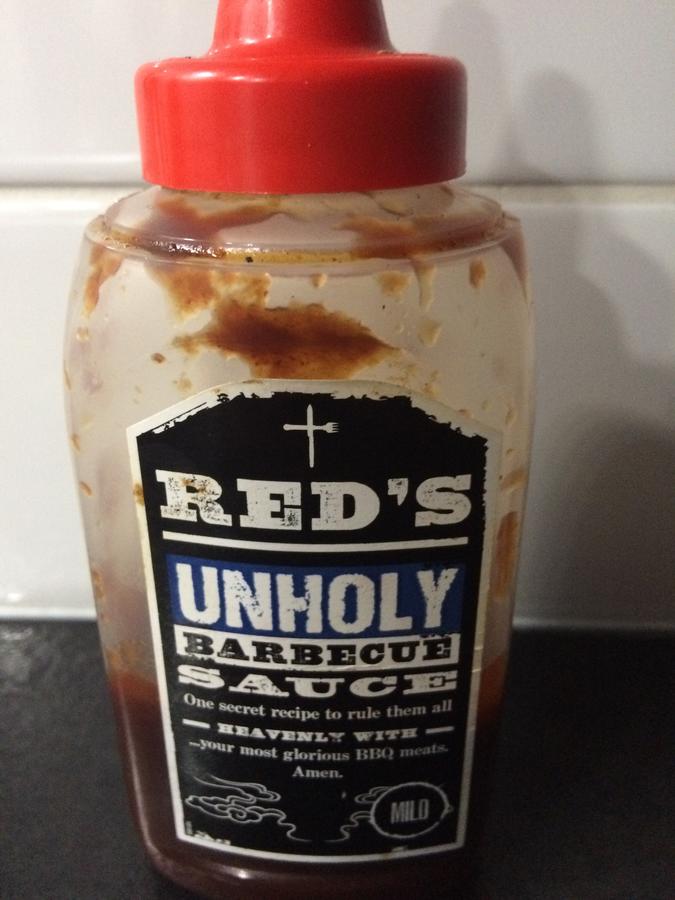 RED'S
UNHOLY
BARBECUE
SAUCE
One secret recipe to rule them all
HEAVENLY WITH
...your most glorious BBQ meats.
Amen.
MILD